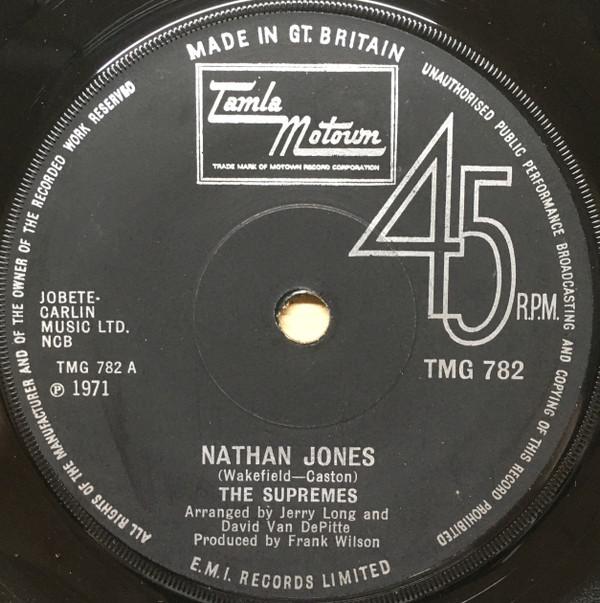 MADE IN GT. BRITAIN
UNAUTHORISED PUBLIC PERFORMANCE BROADCASTING AND COPYING OF THIS RECORD PROHIBITED
ALL RIGHTS OF THE MANUFACTURER AND OF THE OWNER OF THE RECORDED WORK RESERVED
Tamla
Motown
TRADE MARK OF MOTOWN RECORD CORPORATION
45
R.P.M.
JOBETE-
CARLIN
MUSIC LTD.
NCB
TMG 782 A
℗ 1971
TMG 782
NATHAN JONES
(Wakefield—Caston)
THE SUPREMES
Arranged by Jerry Long and
David Van DePitte
Produced by Frank Wilson
E.M.I. RECORDS LIMITED